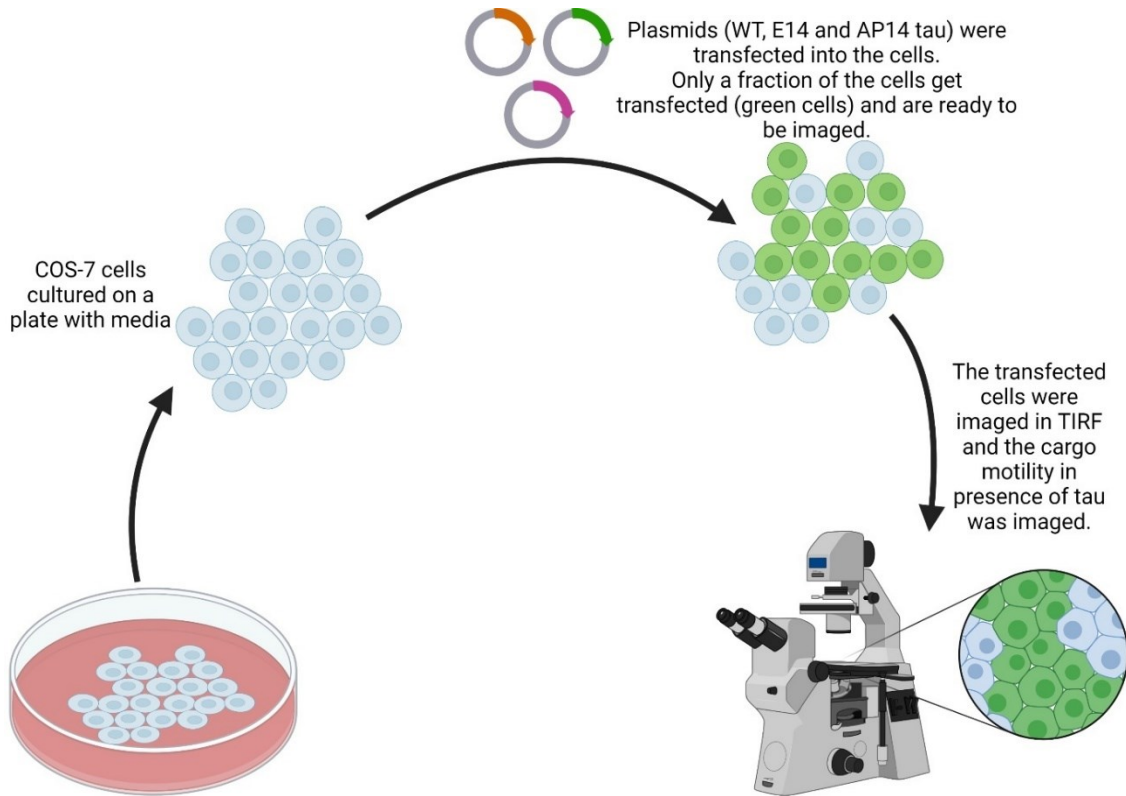 Plasmids (WT, E14 and AP14 tau) were
transfected into the cells.
Only a fraction of the cells get
transfected (green cells) and are ready to
be imaged.
COS-7 cells
cultured on a
plate with media
The transfected
cells were
imaged in TIRF
and the cargo
motility in
presence of tau
was imaged.